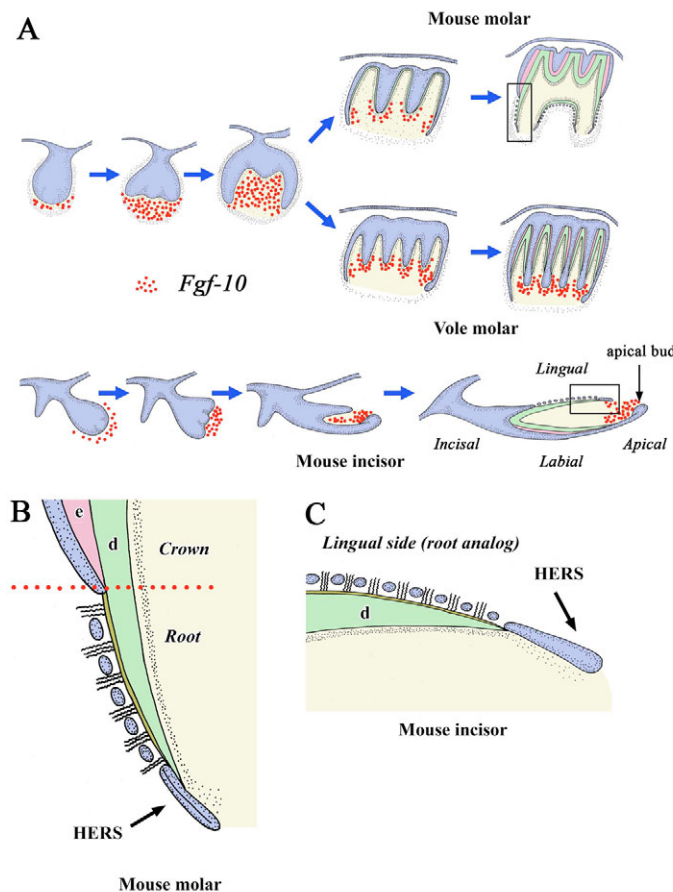 A
Mouse molar
Fgf-10
Vole molar
apical bud
Lingual
Incisal
Labial
Apical
Mouse incisor
B
e
d
Crown
Root
HERS
Mouse molar
C
Lingual side (root analog)
HERS
d
Mouse incisor